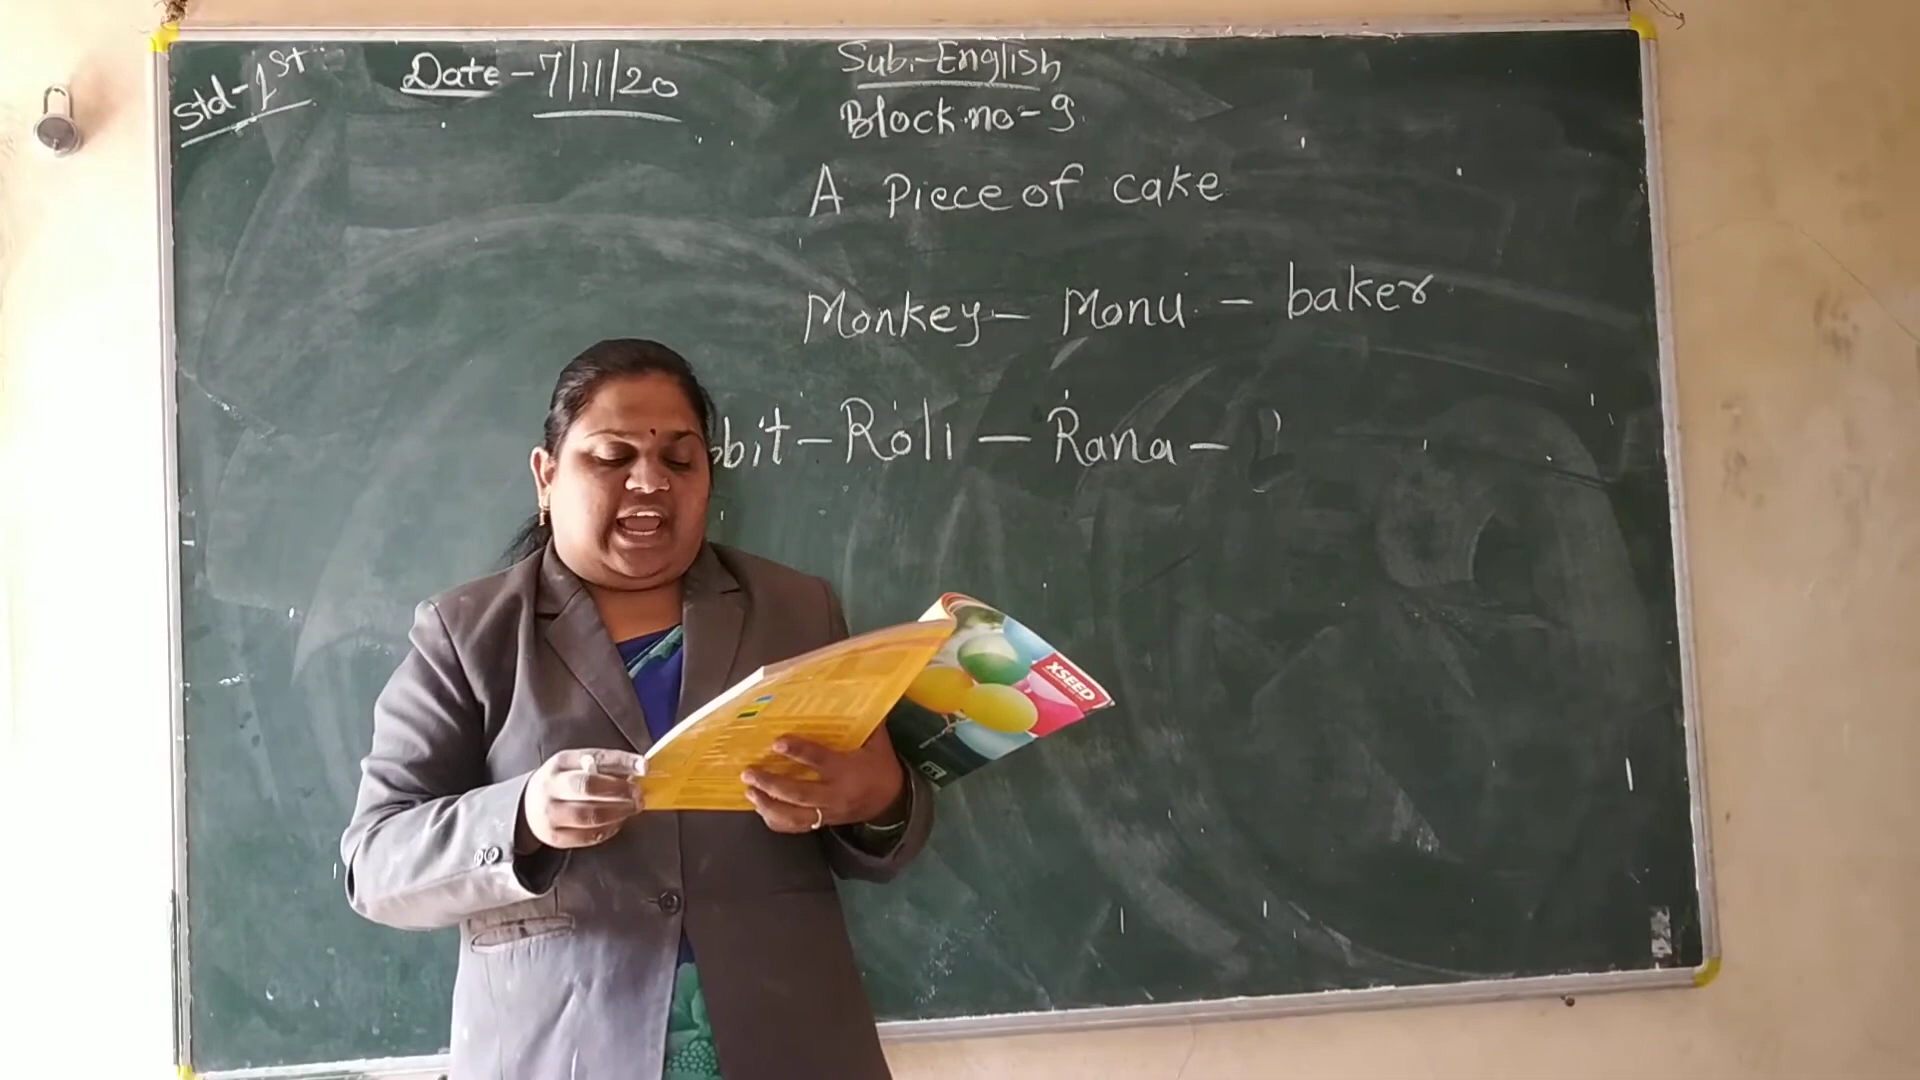 Std-1st
Date-7/11/20
Sub:-English
Block no-9
A Piece of cake
Monkey- Monu - baker
bbit-Roli - Rana -
XSEED